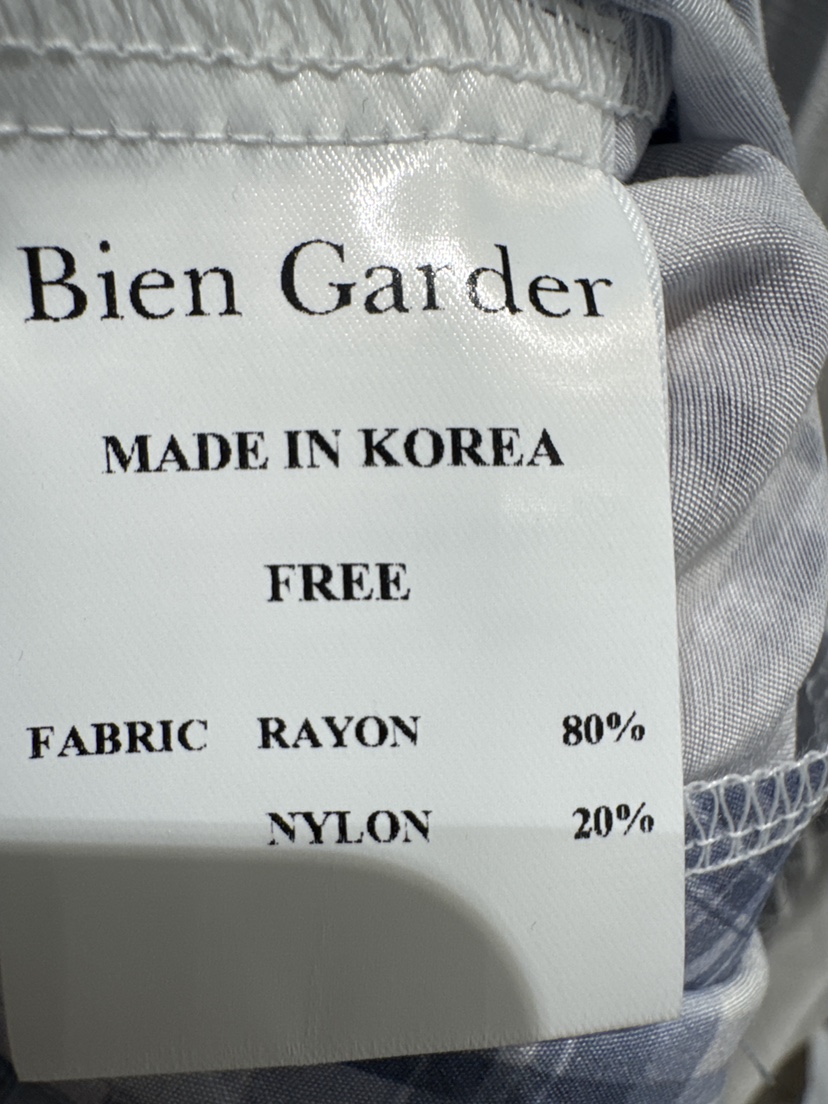 Bien Garder
MADE IN KOREA
FREE
FABRIC RAYON 80%
NYLON 20%